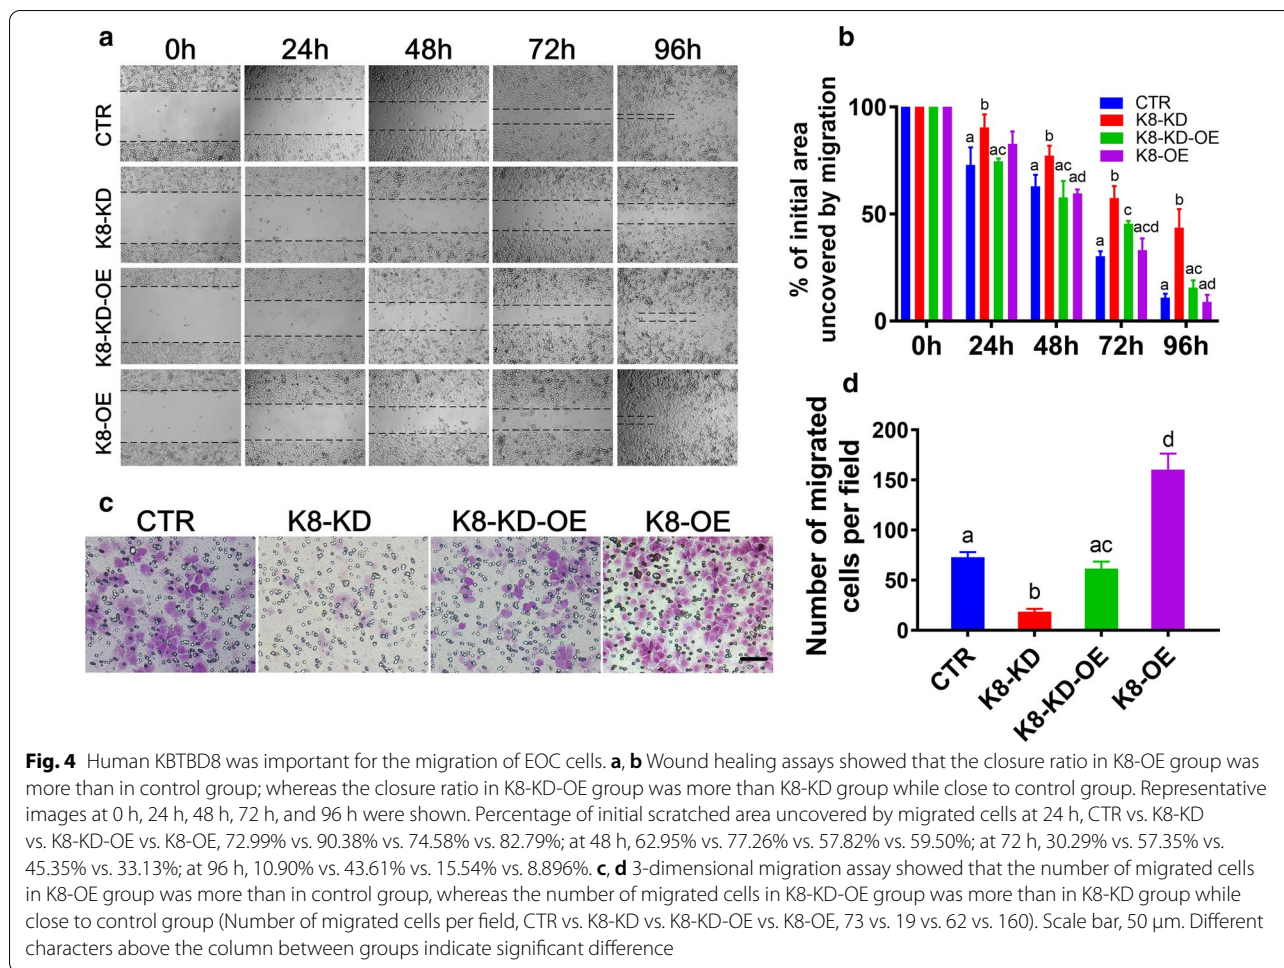 a
0h 24h 48h 72h 96h
CTR
K8-KD
K8-KD-OE
K8-OE
b
% of initial area
uncovered by migration
100
50
0
CTR
K8-KD
K8-KD-OE
K8-OE
a b ac
a b ac ad
a b c acd
a b ac ad
0h 24h 48h 72h 96h
c
CTR K8-KD K8-KD-OE K8-OE
d
Number of migrated
cells per field
200
150
100
50
0
a b ac d
CTR K8-KD K8-KD-OE K8-OE
Fig. 4 Human KBTBD8 was important for the migration of EOC cells. a, b Wound healing assays showed that the closure ratio in K8-OE group was
more than in control group; whereas the closure ratio in K8-KD-OE group was more than K8-KD group while close to control group. Representative
images at 0 h, 24 h, 48 h, 72 h, and 96 h were shown. Percentage of initial scratched area uncovered by migrated cells at 24 h, CTR vs. K8-KD
vs. K8-KD-OE vs. K8-OE, 72.99% vs. 90.38% vs. 74.58% vs. 82.79%; at 48 h, 62.95% vs. 77.26% vs. 57.82% vs. 59.50%; at 72 h, 30.29% vs. 57.35% vs.
45.35% vs. 33.13%; at 96 h, 10.90% vs. 43.61% vs. 15.54% vs. 8.896%. c, d 3-dimensional migration assay showed that the number of migrated cells
in K8-OE group was more than in control group, whereas the number of migrated cells in K8-KD-OE group was more than in K8-KD group while
close to control group (Number of migrated cells per field, CTR vs. K8-KD vs. K8-KD-OE vs. K8-OE, 73 vs. 19 vs. 62 vs. 160). Scale bar, 50 μm. Different
characters above the column between groups indicate significant difference